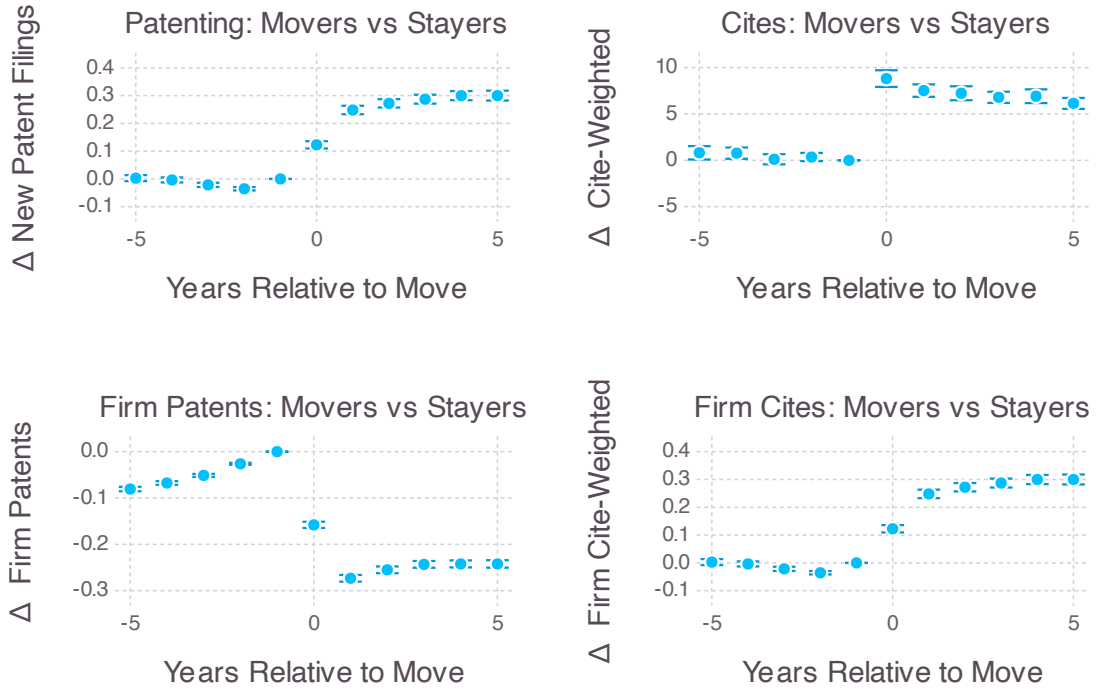 Patenting: Movers vs Stayers
Δ New Patent Filings
0.4
0.3
0.2
0.1
0.0
-0.1
-5
0
5
Years Relative to Move
Cites: Movers vs Stayers
Δ Cite-Weighted
10
5
0
-5
-5
0
5
Years Relative to Move
Firm Patents: Movers vs Stayers
Δ Firm Patents
0.0
-0.1
-0.2
-0.3
-5
0
5
Years Relative to Move
Firm Cites: Movers vs Stayers
Δ Firm Cite-Weighted
0.4
0.3
0.2
0.1
0.0
-0.1
-5
0
5
Years Relative to Move